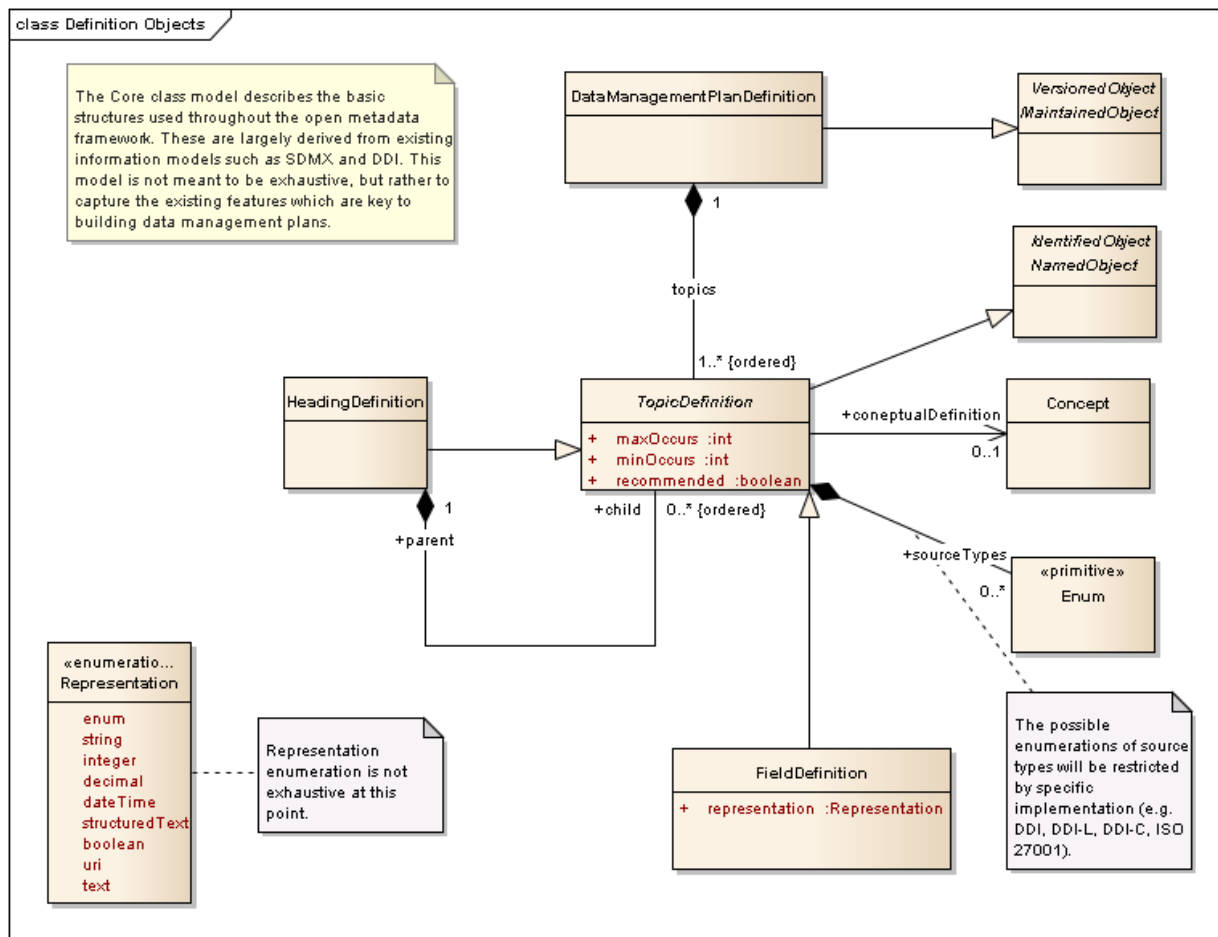 class Definition Objects
The Core class model describes the basic
structures used throughout the open metadata
framework. These are largely derived from existing
information models such as SDMX and DDI. This
model is not meant to be exhaustive, but rather to
capture the existing features which are key to
building data management plans.
DataManagementPlanDefinition
VersionedObject
MaintainedObject
1
topics
1..* {ordered}
IdentifiedObject
NamedObject
HeadingDefinition
TopicDefinition
+ maxOccurs :int
+ minOccurs :int
+ recommended :boolean
+coneptualDefinition
0..1
Concept
1
+parent
+child
0..* {ordered}
+sourceTypes
0..*
«primitive»
Enum
«enumeratio...
Representation
enum
string
integer
decimal
dateTime
structuredText
boolean
uri
text
Representation
enumeration is not
exhaustive at this
point.
FieldDefinition
+ representation :Representation
The possible
enumerations of source
types will be restricted
by specific
implementation (e.g.
DDI, DDI-L, DDI-C, ISO
27001).